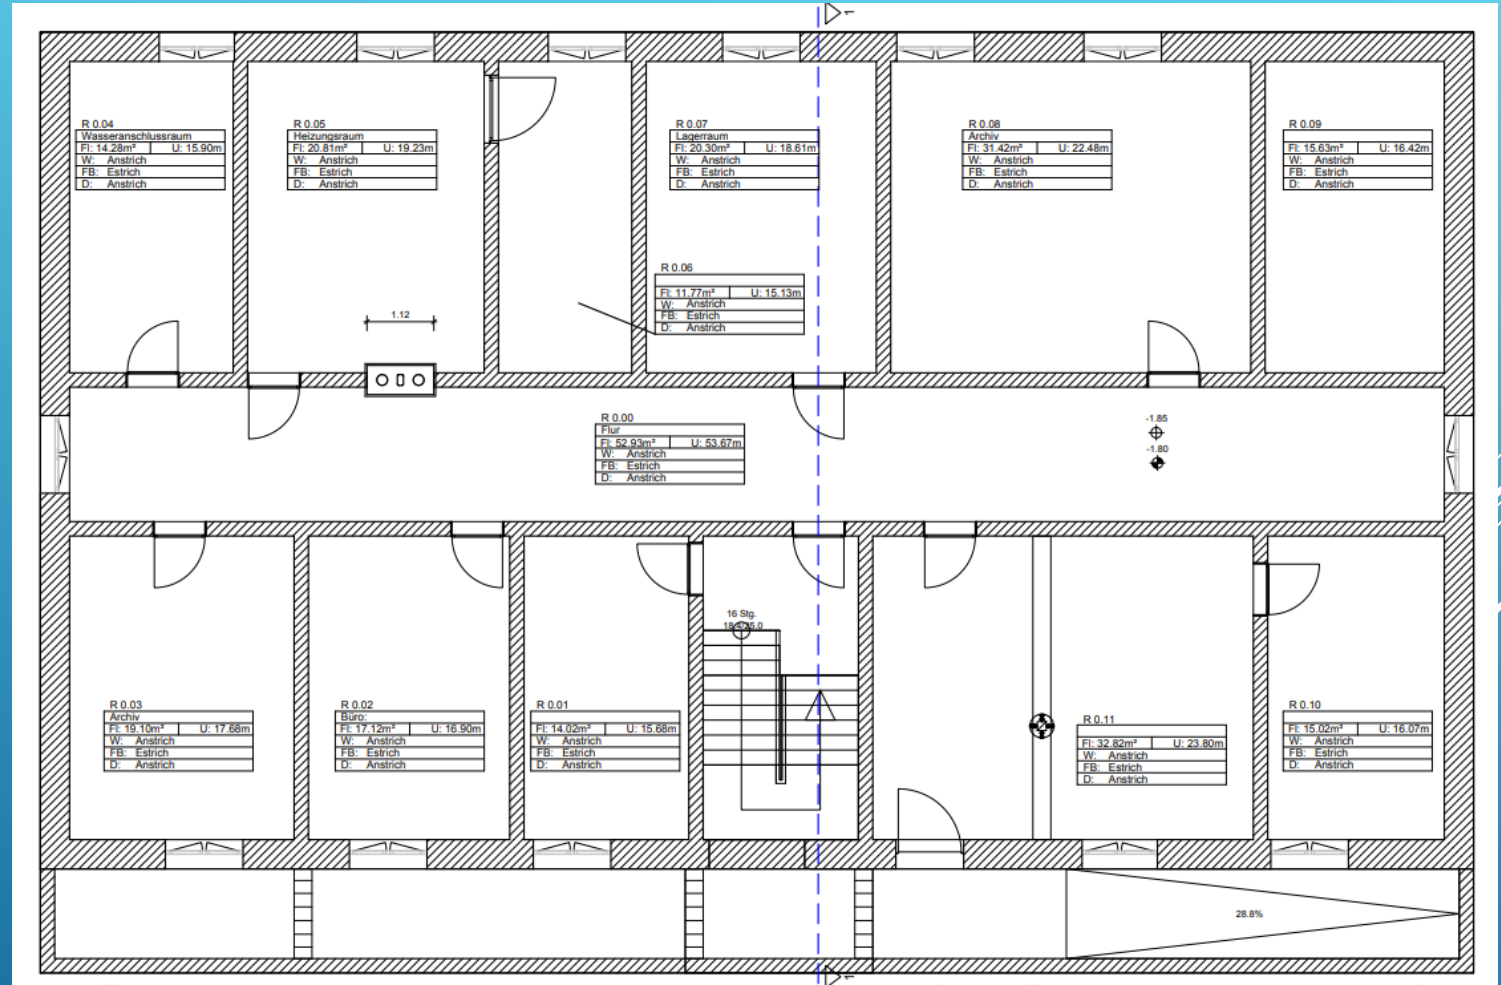 1
R 0.04
Wasseranschlussraum
Fl: 14.28m² U: 15.90m
W: Anstrich
FB: Estrich
D: Anstrich
R 0.05
Heizungsraum
Fl: 20.81m² U: 19.23m
W: Anstrich
FB: Estrich
D: Anstrich
R 0.07
Lagerraum
Fl: 20.30m² U: 18.61m
W: Anstrich
FB: Estrich
D: Anstrich
R 0.08
Archiv
Fl: 31.42m² U: 22.48m
W: Anstrich
FB: Estrich
D: Anstrich
R 0.09
Fl: 15.63m² U: 16.42m
W: Anstrich
FB: Estrich
D: Anstrich
R 0.06
Fl: 11.77m² U: 15.13m
W: Anstrich
FB: Estrich
D: Anstrich
1.12
R 0.00
Flur
Fl: 52.93m² U: 53.67m
W: Anstrich
FB: Estrich
D: Anstrich
-1.85
-1.80
16 Stg.
18.4/25.0
R 0.03
Archiv
Fl: 19.10m² U: 17.68m
W: Anstrich
FB: Estrich
D: Anstrich
R 0.02
Büro:
Fl: 17.12m² U: 16.90m
W: Anstrich
FB: Estrich
D: Anstrich
R 0.01
Fl: 14.02m² U: 15.68m
W: Anstrich
FB: Estrich
D: Anstrich
R 0.11
Fl: 32.82m² U: 23.80m
W: Anstrich
FB: Estrich
D: Anstrich
R 0.10
Fl: 15.02m² U: 16.07m
W: Anstrich
FB: Estrich
D: Anstrich
28.8%
1